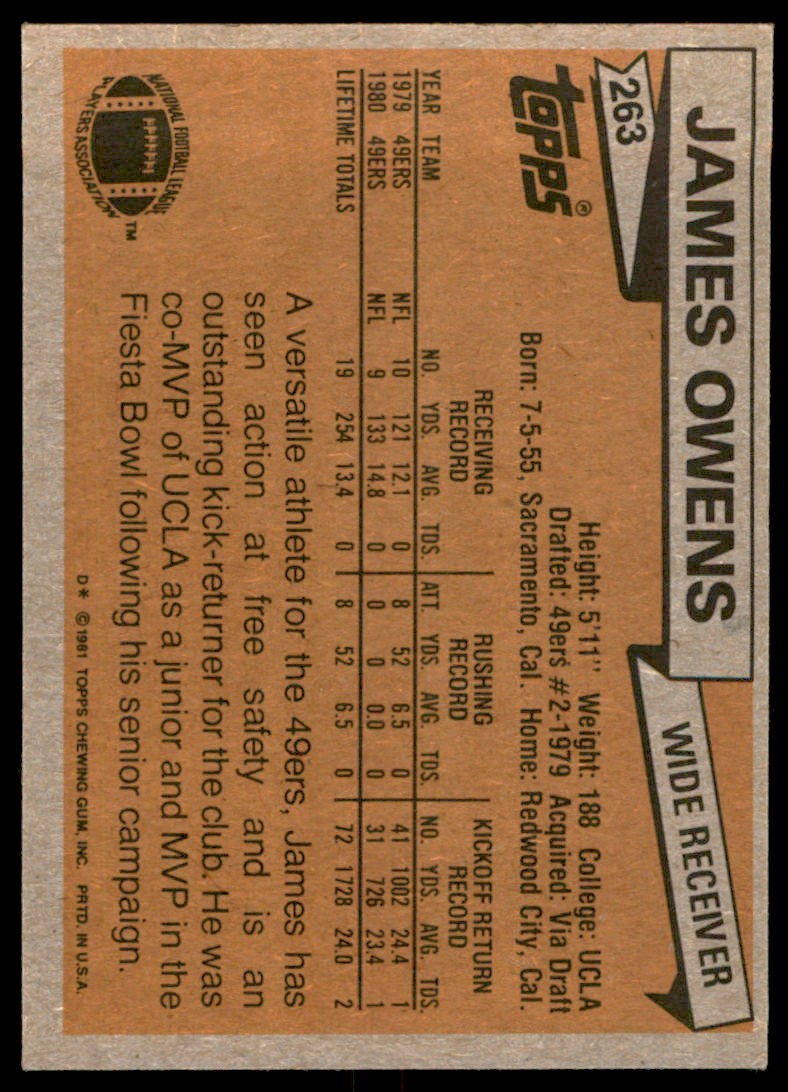 JAMES OWENS
WIDE RECEIVER
263
topps®
Height: 5'11" Weight: 188 College: UCLA
Drafted: 49ers #2-1979 Acquired: Via Draft
Born: 7-5-55, Sacramento, Cal. Home: Redwood City, Cal.
RECEIVING RECORD RUSHING RECORD KICKOFF RETURN RECORD
YEAR TEAM NO. YDS. AVG. TDS. ATT. YDS. AVG. TDS. NO. YDS. AVG. TDS.
1979 49ERS NFL 10 121 12.1 0 8 52 6.5 0 41 1002 24.4 1
1980 49ERS NFL 9 133 14.8 0 0 0 0.0 0 31 726 23.4 1
LIFETIME TOTALS 19 254 13.4 0 8 52 6.5 0 72 1728 24.0 2
A versatile athlete for the 49ers, James has
seen action at free safety and is an
outstanding kick-returner for the club. He was
co-MVP of UCLA as a junior and MVP in the
Fiesta Bowl following his senior campaign.
NATIONAL FOOTBALL LEAGUE
PLAYERS ASSOCIATION
TM
D* ©1981 TOPPS CHEWING GUM, INC. PRTD. IN U.S.A.